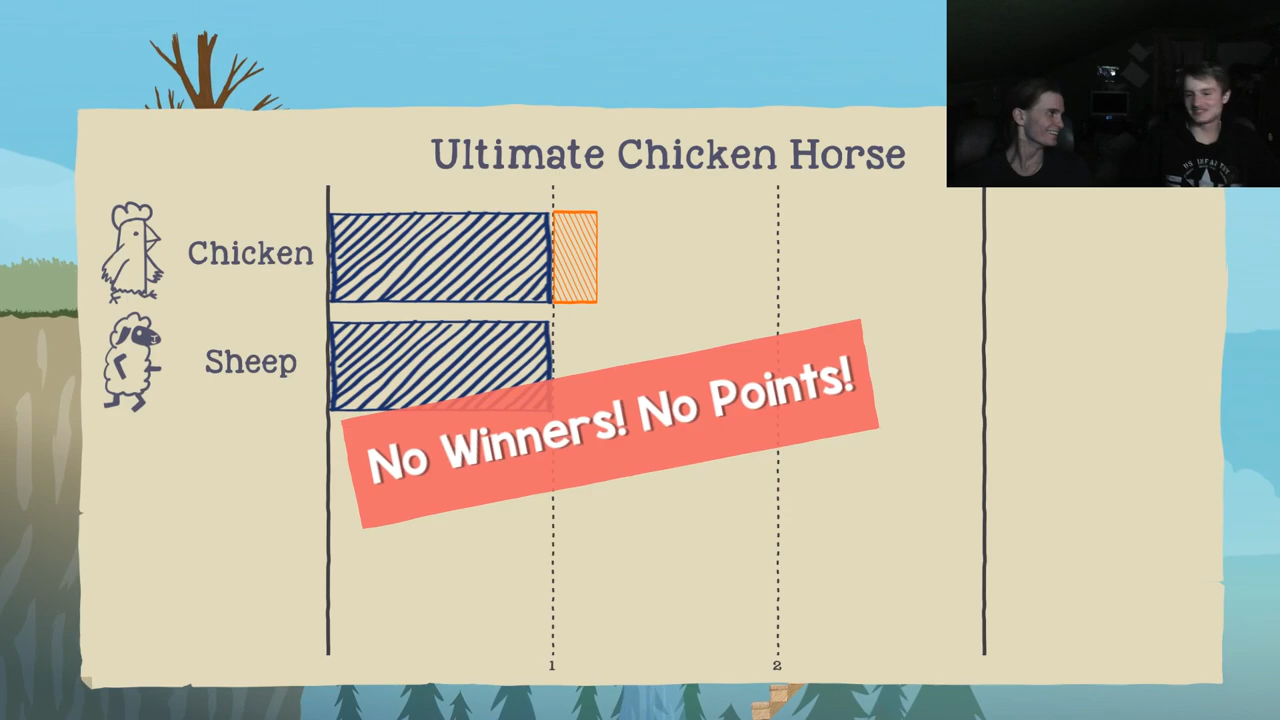 Ultimate Chicken Horse
Chicken
Sheep
No Winners! No Points!
1
2